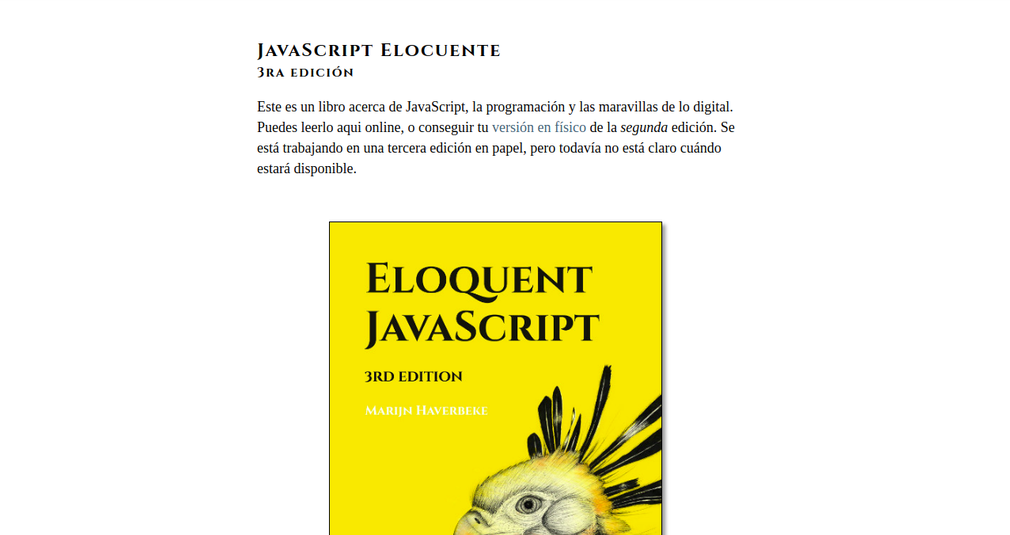 JavaScript Elocuente
3ra edición
Este es un libro acerca de JavaScript, la programación y las maravillas de lo digital.
Puedes leerlo aqui online, o conseguir tu versión en físico de la segunda edición. Se
está trabajando en una tercera edición en papel, pero todavía no está claro cuándo
estará disponible.
Eloquent
JavaScript
3rd edition
Marijn Haverbeke